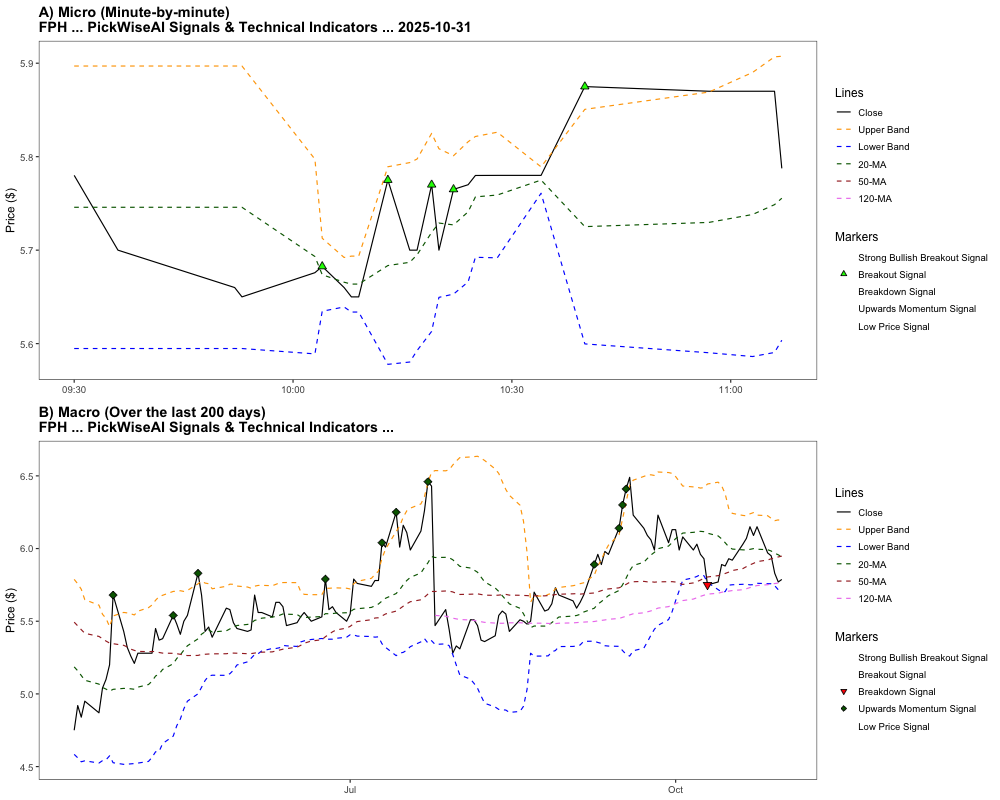 A) Micro (Minute-by-minute)
FPH ... PickWiseAI Signals & Technical Indicators ... 2025-10-31
Price ($)
5.9
5.8
5.7
5.6
09:30
10:00
10:30
11:00
Lines
Close
Upper Band
Lower Band
20-MA
50-MA
120-MA
Markers
Strong Bullish Breakout Signal
Breakout Signal
Breakdown Signal
Upwards Momentum Signal
Low Price Signal
B) Macro (Over the last 200 days)
FPH ... PickWiseAI Signals & Technical Indicators ...
Price ($)
6.5
6.0
5.5
5.0
4.5
Jul
Oct
Lines
Close
Upper Band
Lower Band
20-MA
50-MA
120-MA
Markers
Strong Bullish Breakout Signal
Breakout Signal
Breakdown Signal
Upwards Momentum Signal
Low Price Signal